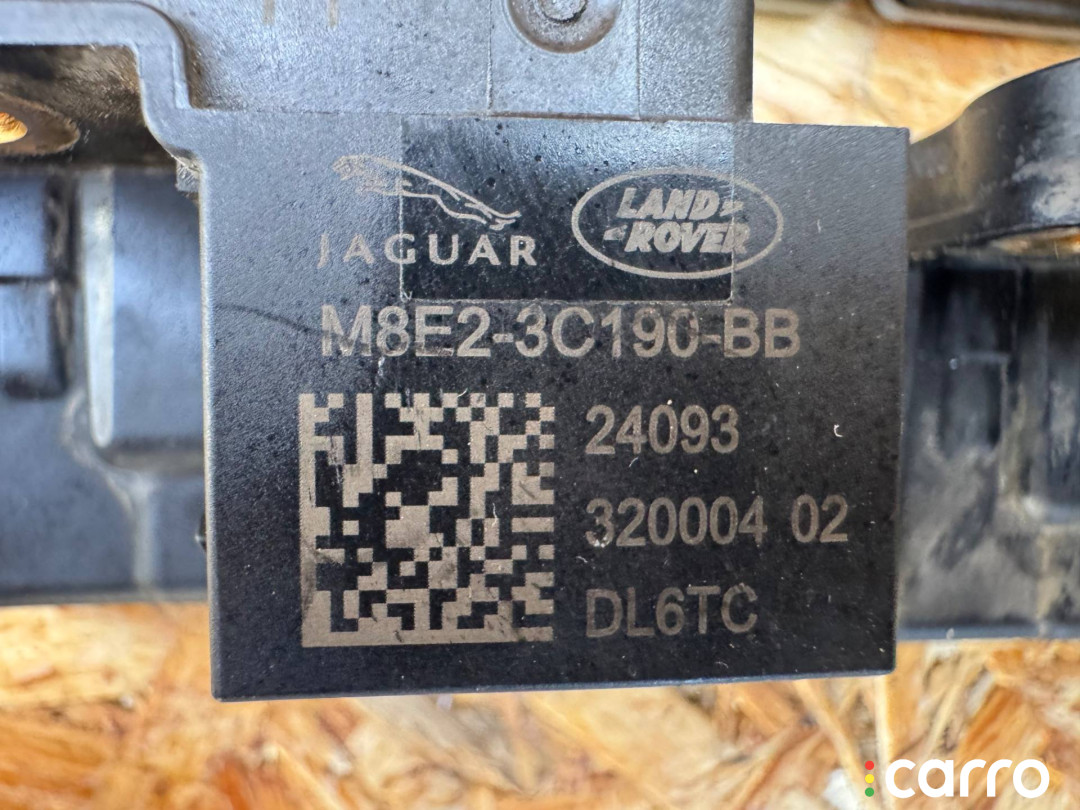 JAGUAR
LAND
ROVER
M8E2-3C190-BB
24093
320004 02
DL6TC
carro